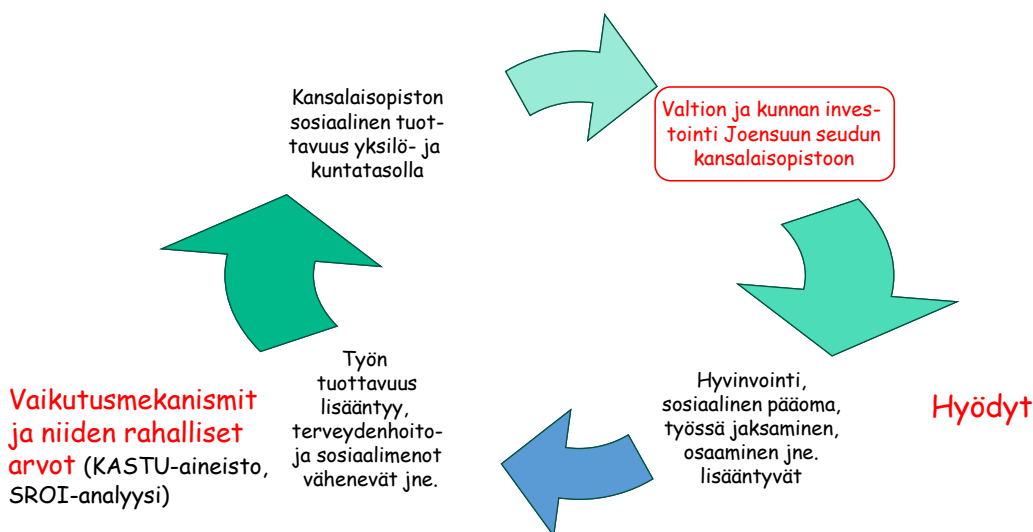 Kansalaisopiston
sosiaalinen tuot-
tavuus yksilö- ja
kuntatasolla
Valtion ja kunnan inves-
tointi Joensuun seudun
kansalaisopistoon
Hyvinvointi,
sosiaalinen pääoma,
työssä jaksaminen,
osaaminen jne.
lisääntyvät
Hyödyt
Työn
tuottavuus
lisääntyy,
terveydenhoito-
ja sosiaalimenot
vähenevät jne.
Vaikutusmekanismit
ja niiden rahalliset
arvot (KASTU-aineisto,
SROI-analyysi)